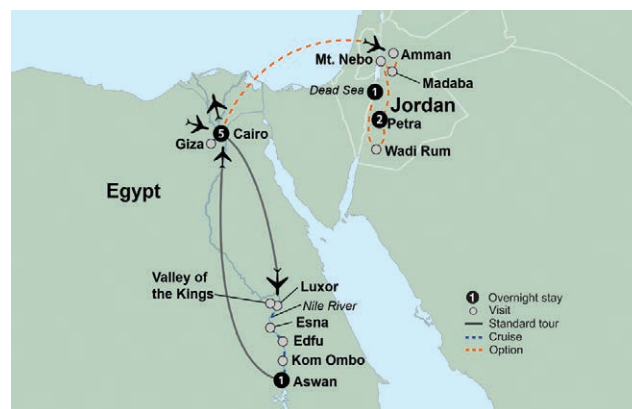 Mt. Nebo
Amman
Madaba
Dead Sea
1
Jordan
2
Petra
Wadi Rum
5
Cairo
Giza
Egypt
Valley of
the Kings
Luxor
Nile River
Esna
Edfu
Kom Ombo
1
Aswan
1 Overnight stay
Visit
Standard tour
Cruise
Option